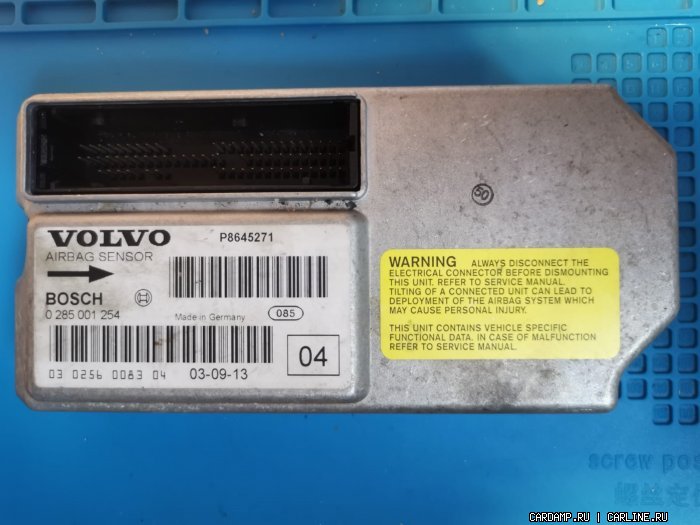 VOLVO
P8645271
AIRBAG SENSOR
BOSCH
0 285 001 254
Made in Germany
085
03 0256 0083 04
03-09-13
04
50
WARNING ALWAYS DISCONNECT THE
ELECTRICAL CONNECTOR BEFORE DISMOUNTING
THIS UNIT. REFER TO SERVICE MANUAL.
TILTING OF A CONNECTED UNIT CAN LEAD TO
DEPLOYMENT OF THE AIRBAG SYSTEM WHICH
MAY CAUSE PERSONAL INJURY.
THIS UNIT CONTAINS VEHICLE SPECIFIC
FUNCTIONAL DATA. IN CASE OF MALFUNCTION
REFER TO SERVICE MANUAL.
screw pos
CARDAMP.RU | CARLINE.RU